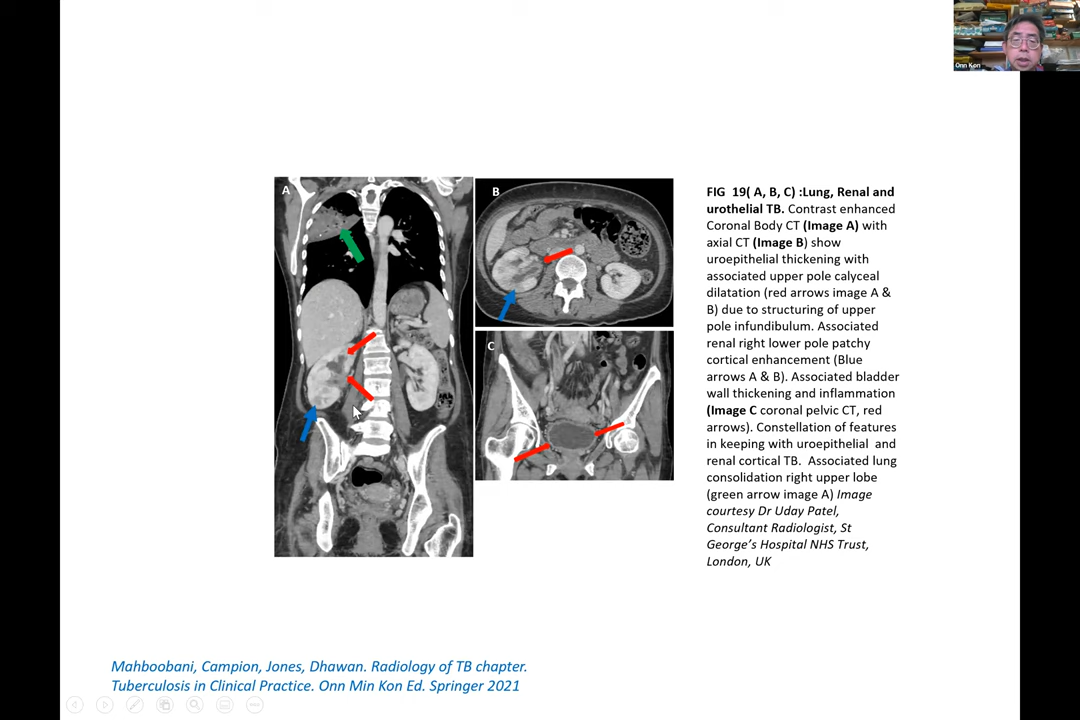 Onn Kon
A
B
C
FIG 19( A, B, C) :Lung, Renal and
urothelial TB. Contrast enhanced
Coronal Body CT (Image A) with
axial CT (Image B) show
uroepithelial thickening with
associated upper pole calyceal
dilatation (red arrows image A &
B) due to structuring of upper
pole infundibulum. Associated
renal right lower pole patchy
cortical enhancement (Blue
arrows A & B). Associated bladder
wall thickening and inflammation
(Image C coronal pelvic CT, red
arrows). Constellation of features
in keeping with uroepithelial and
renal cortical TB. Associated lung
consolidation right upper lobe
(green arrow image A) Image
courtesy Dr Uday Patel,
Consultant Radiologist, St
George's Hospital NHS Trust,
London, UK
Mahboobani, Campion, Jones, Dhawan. Radiology of TB chapter.
Tuberculosis in Clinical Practice. Onn Min Kon Ed. Springer 2021